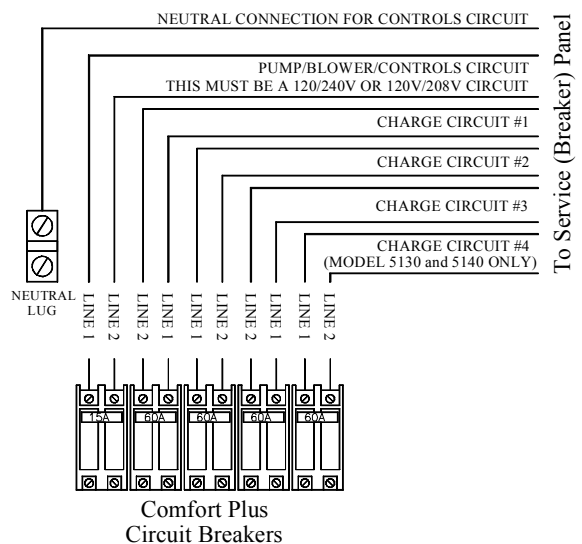 NEUTRAL CONNECTION FOR CONTROLS CIRCUIT
PUMP/BLOWER/CONTROLS CIRCUIT
THIS MUST BE A 120/240V OR 120V/208V CIRCUIT
CHARGE CIRCUIT #1
CHARGE CIRCUIT #2
CHARGE CIRCUIT #3
CHARGE CIRCUIT #4
(MODEL 5130 and 5140 ONLY)
To Service (Breaker) Panel
NEUTRAL
LUG
LINE 1
LINE 2
LINE 2
LINE 1
LINE 1
LINE 2
LINE 2
LINE 1
LINE 1
LINE 2
15A
60A
60A
60A
60A
Comfort Plus
Circuit Breakers